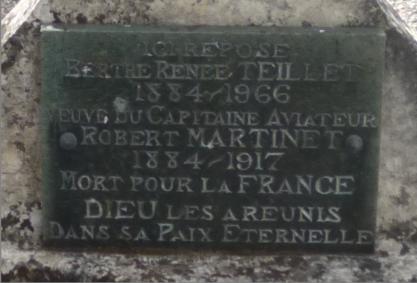 ICI REPOSE
BERTHE RENÉE TEILLET
1884-1966
VEUVE DU CAPITAINE AVIATEUR
ROBERT MARTINET
1884-1917
MORT POUR LA FRANCE
DIEU LES A REUNIS
DANS SA PAIX ETERNELLE